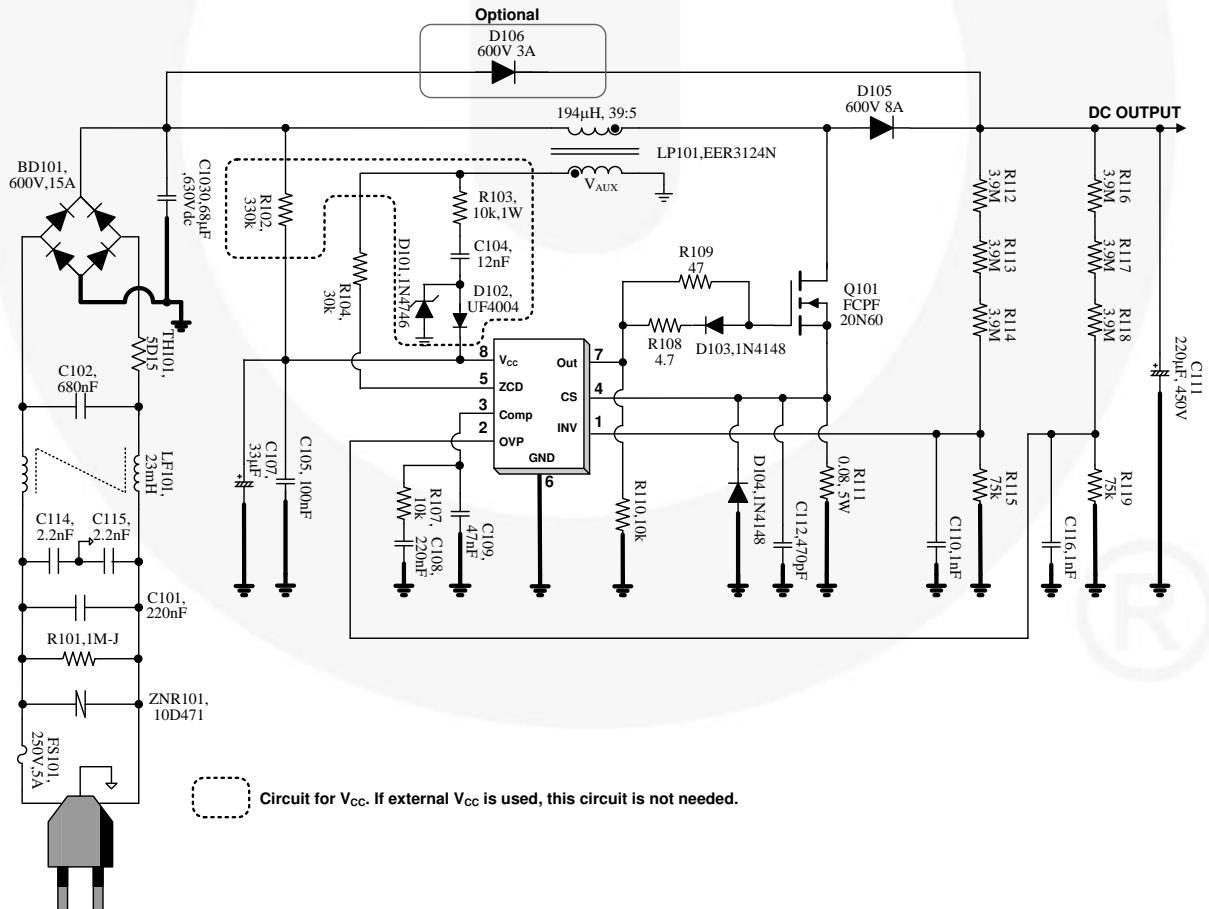 Optional
D106
600V 3A
194μH, 39:5
D105
600V 8A
DC OUTPUT
BD101,
600V,15A
C1030,68μF
,630Vdc
R102,
330k
LP101,EER3124N
VAUX
R103,
10k,1W
C104,
12nF
D101,1N4746
D102,
UF4004
R104,
30k
R109
47
R108
4.7
D103,1N4148
Q101
FCPF
20N60
R112
3.9M
R113
3.9M
R114
3.9M
R116
3.9M
R117
3.9M
R118
3.9M
C111
220μF, 450V
TH101,
5D15
C102,
680nF
8
VCC
Out
7
5
ZCD
CS
4
3
Comp
INV
1
2
OVP
GND
6
LF101,
23mH
C107,
33μF
C105, 100nF
R107,
10k
C108,
220nF
C109,
47nF
R110,10k
D104,1N4148
C112,470pF
R111
0.08, 5W
C110,1nF
R115
75k
C116,1nF
R119
75k
C114,
2.2nF
C115,
2.2nF
C101,
220nF
R101,1M-J
ZNR101,
10D471
FS101,
250V,5A
Circuit for VCC. If external VCC is used, this circuit is not needed.
®